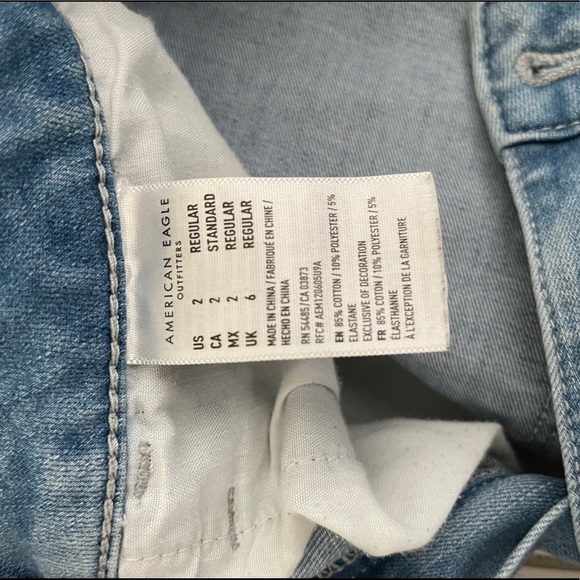 AMERICAN EAGLE
OUTFITTERS
US 2 REGULAR
CA 2 STANDARD
MX 2 REGULAR
UK 6 REGULAR
MADE IN CHINA / FABRIQUÉ EN CHINE /
HECHO EN CHINA
RN 54485/CA 03873
RFC# AEM120605D9A
EN 85% COTTON / 10% POLYESTER / 5%
ELASTANE
EXCLUSIVE OF DECORATION
FR 85% COTON / 10% POLYESTER / 5%
ÉLASTHANNE
À L'EXCEPTION DE LA GARNITURE